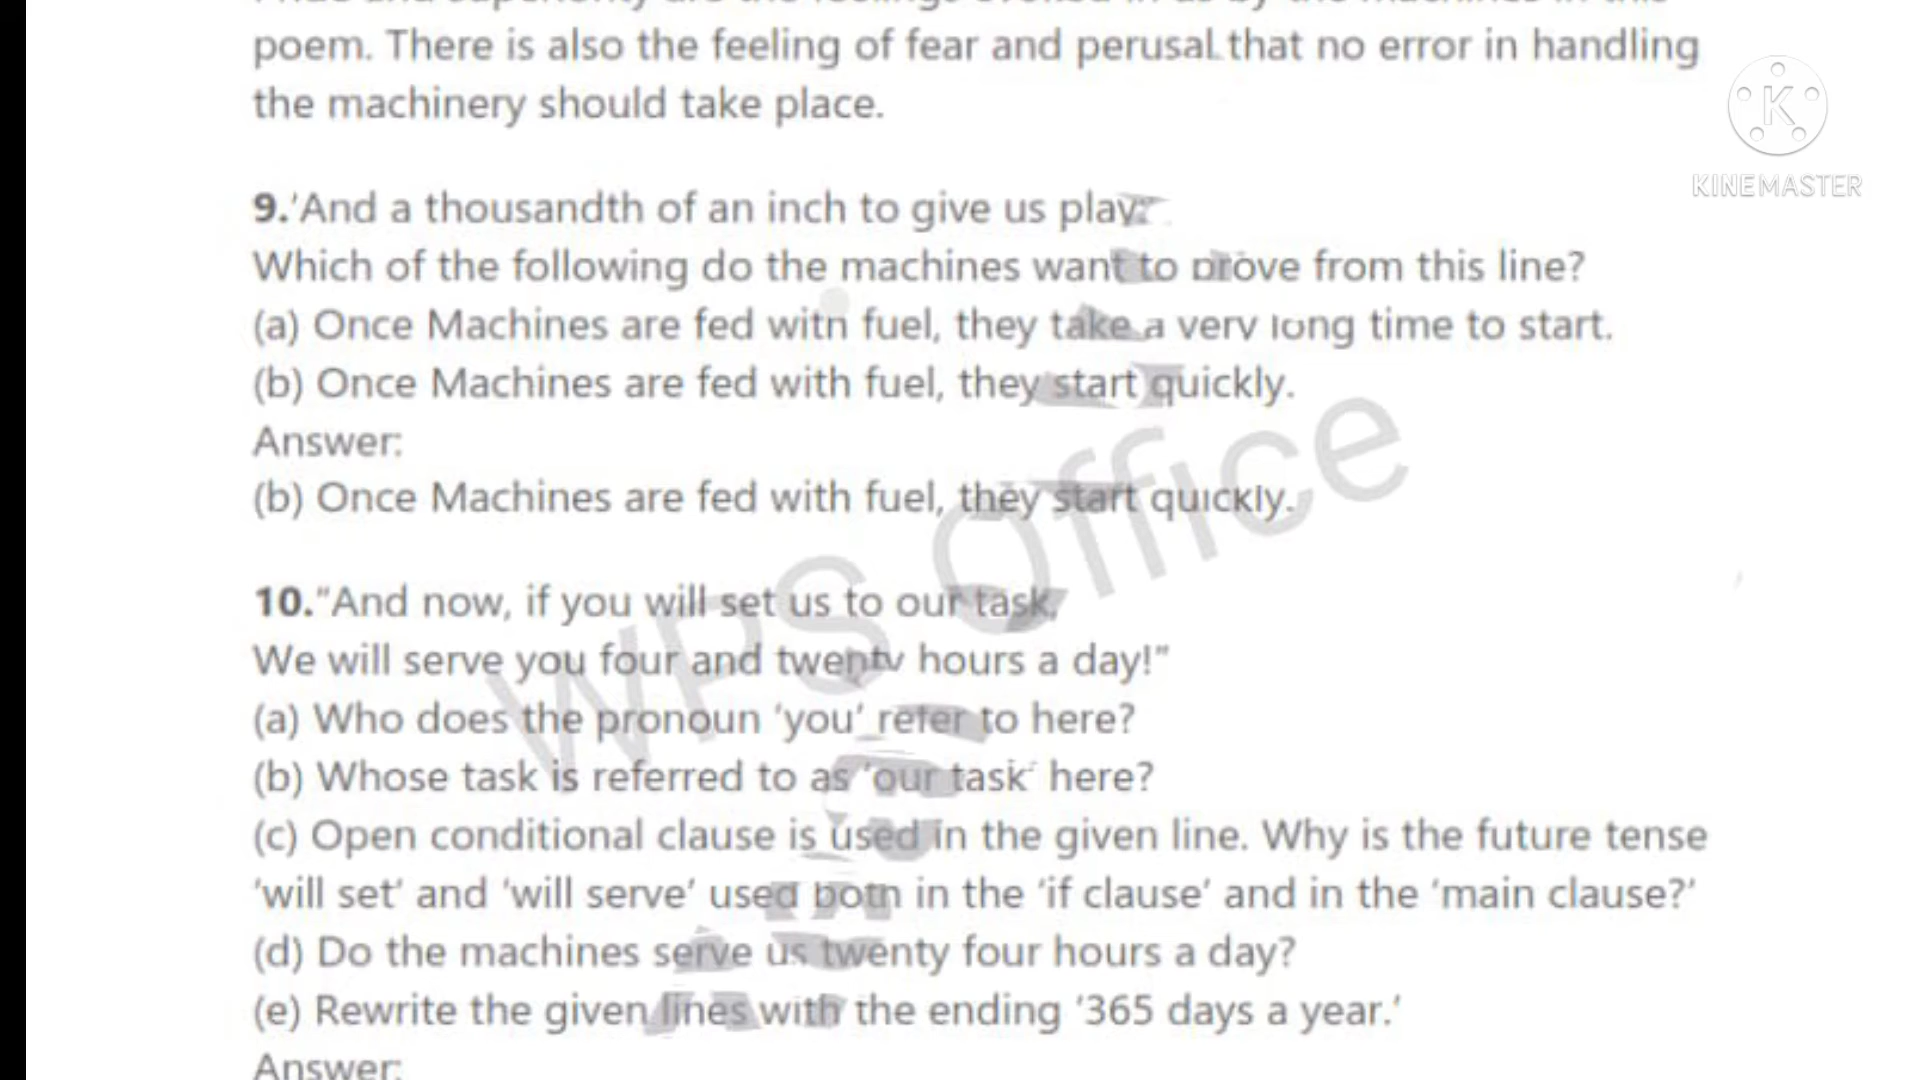 poem. There is also the feeling of fear and perusal that no error in handling
the machinery should take place.
KINEMASTER
9.'And a thousandth of an inch to give us play:'
Which of the following do the machines want to prove from this line?
(a) Once Machines are fed with fuel, they take a very long time to start.
(b) Once Machines are fed with fuel, they start quickly.
Answer:
(b) Once Machines are fed with fuel, they start quickly.
10."And now, if you will set us to our task,
We will serve you four and twenty hours a day!”
(a) Who does the pronoun ‘you’ refer to here?
(b) Whose task is referred to as ‘our task’ here?
(c) Open conditional clause is used in the given line. Why is the future tense
‘will set’ and ‘will serve’ used both in the ‘if clause’ and in the ‘main clause?’
(d) Do the machines serve us twenty four hours a day?
(e) Rewrite the given lines with the ending ‘365 days a year.’
Answer:
WPS Office